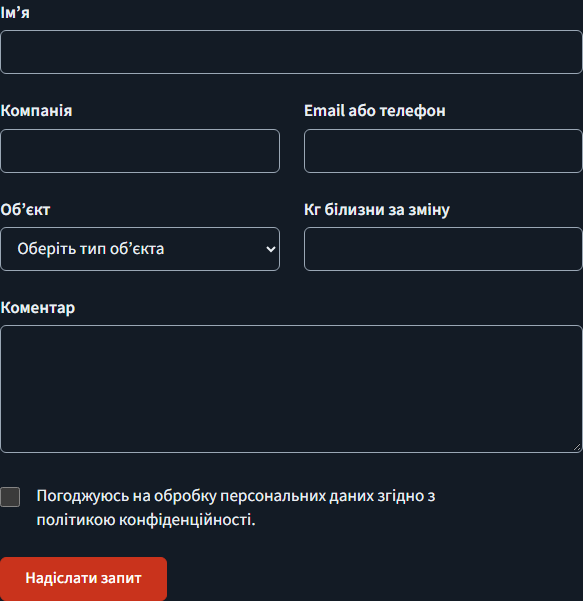 Ім’я
Компанія
Email або телефон
Об’єкт
Кг білизни за зміну
Оберіть тип об’єкта
Коментар
Погоджуюсь на обробку персональних даних згідно з
політикою конфіденційності.
Надіслати запит